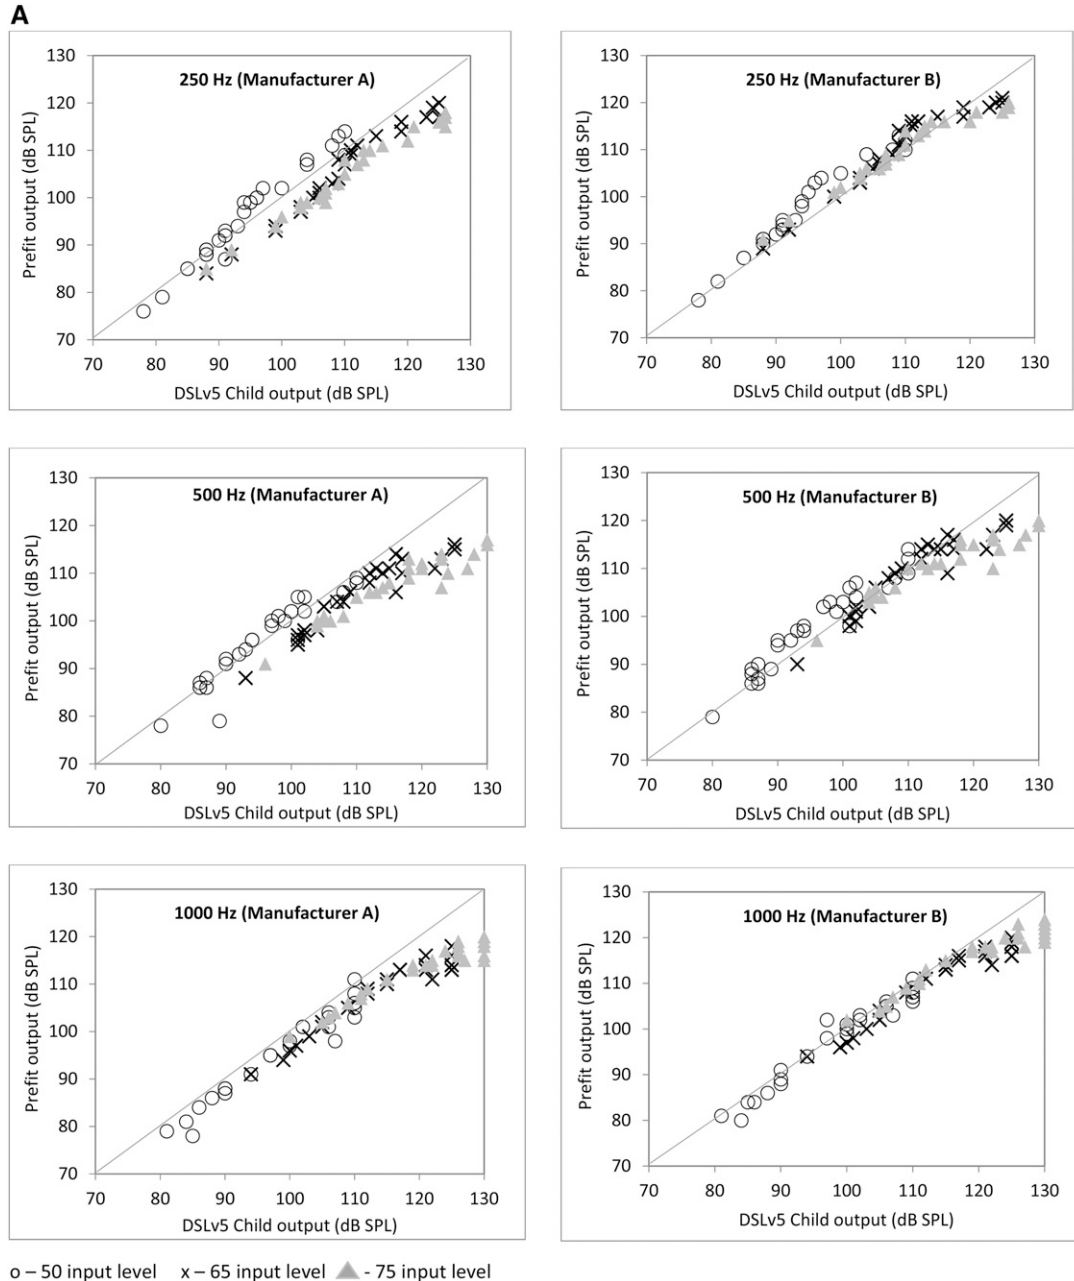 A
250 Hz (Manufacturer A)
Prefit output (dB SPL)
130
120
110
100
90
80
70
70 80 90 100 110 120 130
DSLv5 Child output (dB SPL)
250 Hz (Manufacturer B)
Prefit output (dB SPL)
130
120
110
100
90
80
70
70 80 90 100 110 120 130
DSLv5 Child output (dB SPL)
500 Hz (Manufacturer A)
Prefit output (dB SPL)
130
120
110
100
90
80
70
70 80 90 100 110 120 130
DSLv5 Child output (dB SPL)
500 Hz (Manufacturer B)
Prefit output (dB SPL)
130
120
110
100
90
80
70
70 80 90 100 110 120 130
DSLv5 Child output (dB SPL)
1000 Hz (Manufacturer A)
Prefit output (dB SPL)
130
120
110
100
90
80
70
70 80 90 100 110 120 130
DSLv5 Child output (dB SPL)
1000 Hz (Manufacturer B)
Prefit output (dB SPL)
130
120
110
100
90
80
70
70 80 90 100 110 120 130
DSLv5 Child output (dB SPL)
o – 50 input level x – 65 input level ▲ - 75 input level